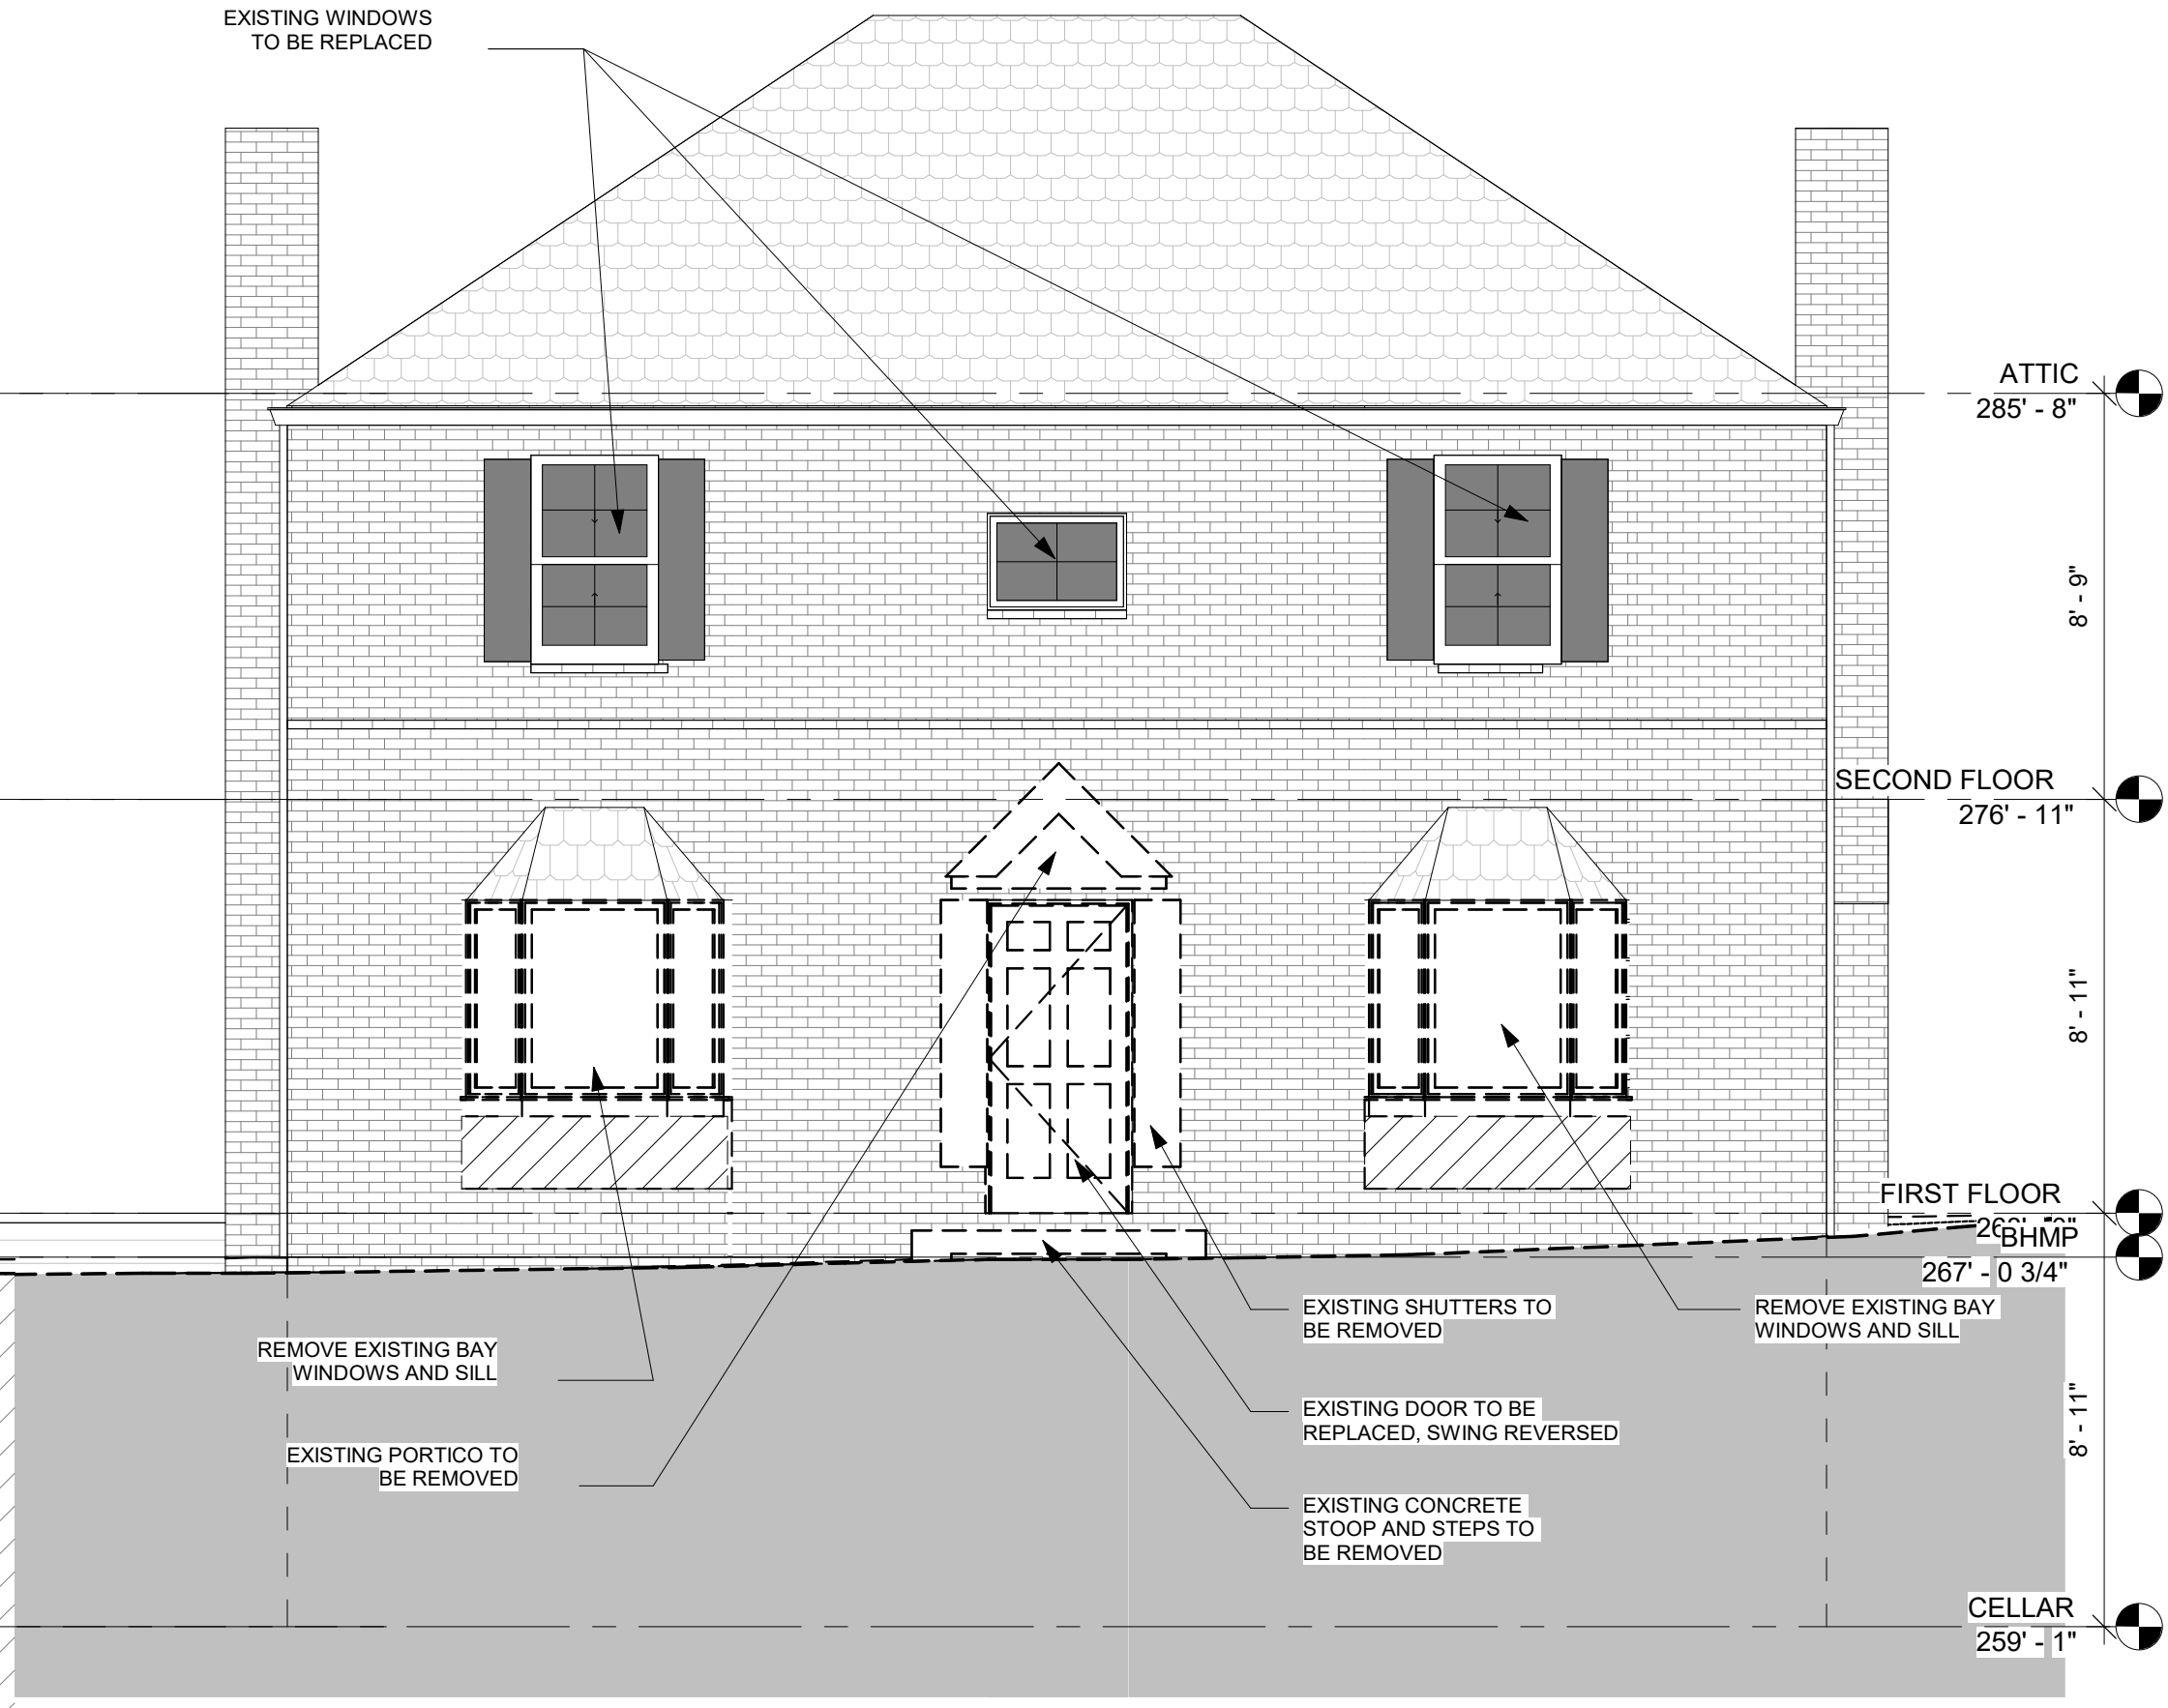 EXISTING WINDOWS
TO BE REPLACED
ATTIC
285' - 8"
8' - 9"
SECOND FLOOR
276' - 11"
8' - 11"
FIRST FLOOR
BHMP
267' - 0 3/4"
EXISTING SHUTTERS TO
BE REMOVED
REMOVE EXISTING BAY
WINDOWS AND SILL
REMOVE EXISTING BAY
WINDOWS AND SILL
EXISTING DOOR TO BE
REPLACED, SWING REVERSED
8' - 11"
EXISTING PORTICO TO
BE REMOVED
EXISTING CONCRETE
STOOP AND STEPS TO
BE REMOVED
CELLAR
259' - 1"